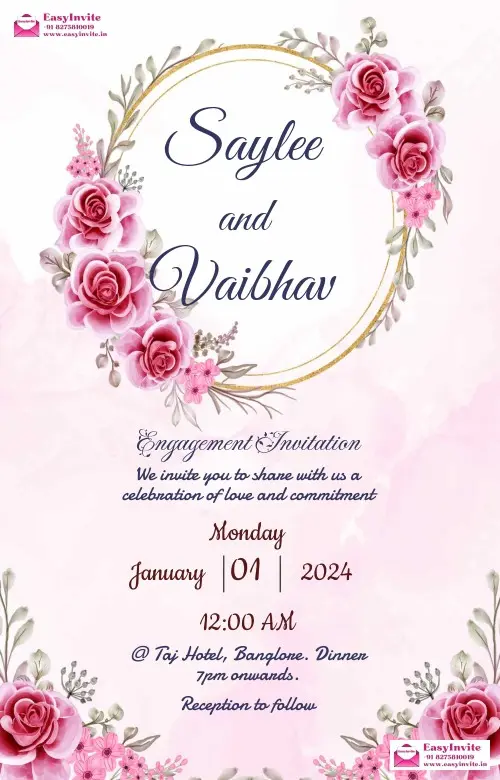 EasyInvite
+91 8275810019
www.easyinvite.in
Saylee
and
Vaibhav
Engagement Invitation
We invite you to share with us a
celebration of love and commitment
Monday
January | 01 | 2024
12:00 AM
@ Taj Hotel, Banglore. Dinner
7pm onwards.
Reception to follow
EasyInvite
+91 8275810019
www.easyinvite.in